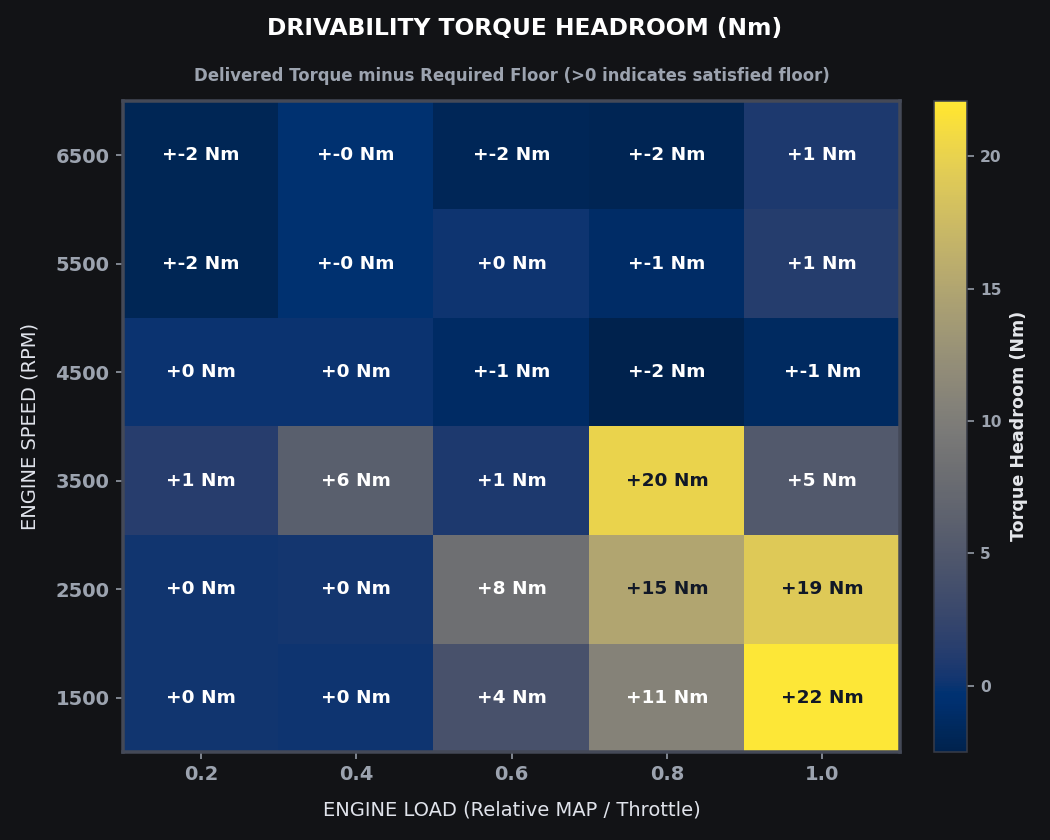 DRIVABILITY TORQUE HEADROOM (Nm)
Delivered Torque minus Required Floor (>0 indicates satisfied floor)
6500 +-2 Nm +-0 Nm +-2 Nm +-2 Nm +1 Nm
5500 +-2 Nm +-0 Nm +0 Nm +-1 Nm +1 Nm
4500 +0 Nm +0 Nm +-1 Nm +-2 Nm +-1 Nm
3500 +1 Nm +6 Nm +1 Nm +20 Nm +5 Nm
2500 +0 Nm +0 Nm +8 Nm +15 Nm +19 Nm
1500 +0 Nm +0 Nm +4 Nm +11 Nm +22 Nm
0.2 0.4 0.6 0.8 1.0
ENGINE LOAD (Relative MAP / Throttle)
ENGINE SPEED (RPM)
20
15
10
5
0
Torque Headroom (Nm)